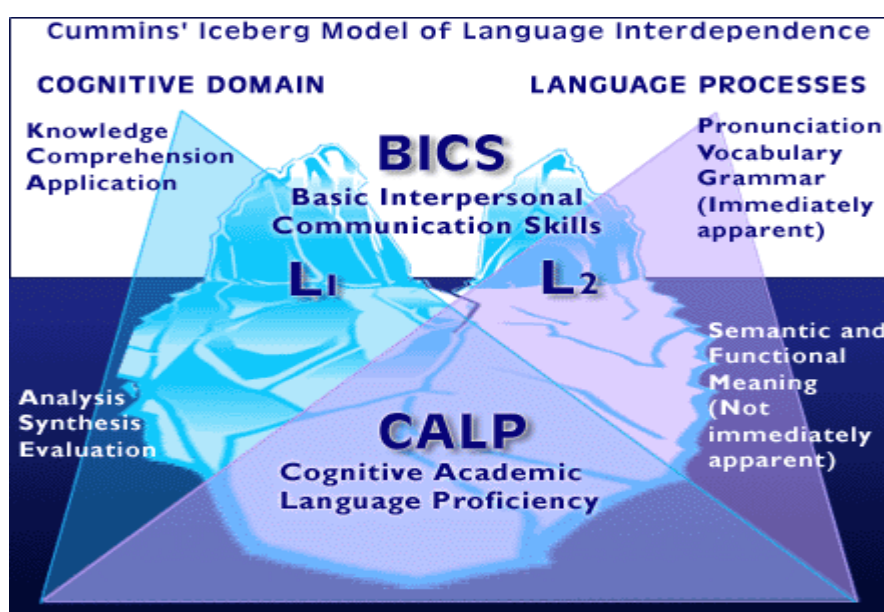 Cummins' Iceberg Model of Language Interdependence
COGNITIVE DOMAIN
LANGUAGE PROCESSES
Knowledge
Comprehension
Application
BICS
Basic Interpersonal
Communication Skills
Pronunciation
Vocabulary
Grammar
(Immediately
apparent)
L1
L2
Analysis
Synthesis
Evaluation
CALP
Cognitive Academic
Language Proficiency
Semantic and
Functional
Meaning
(Not
immediately
apparent)